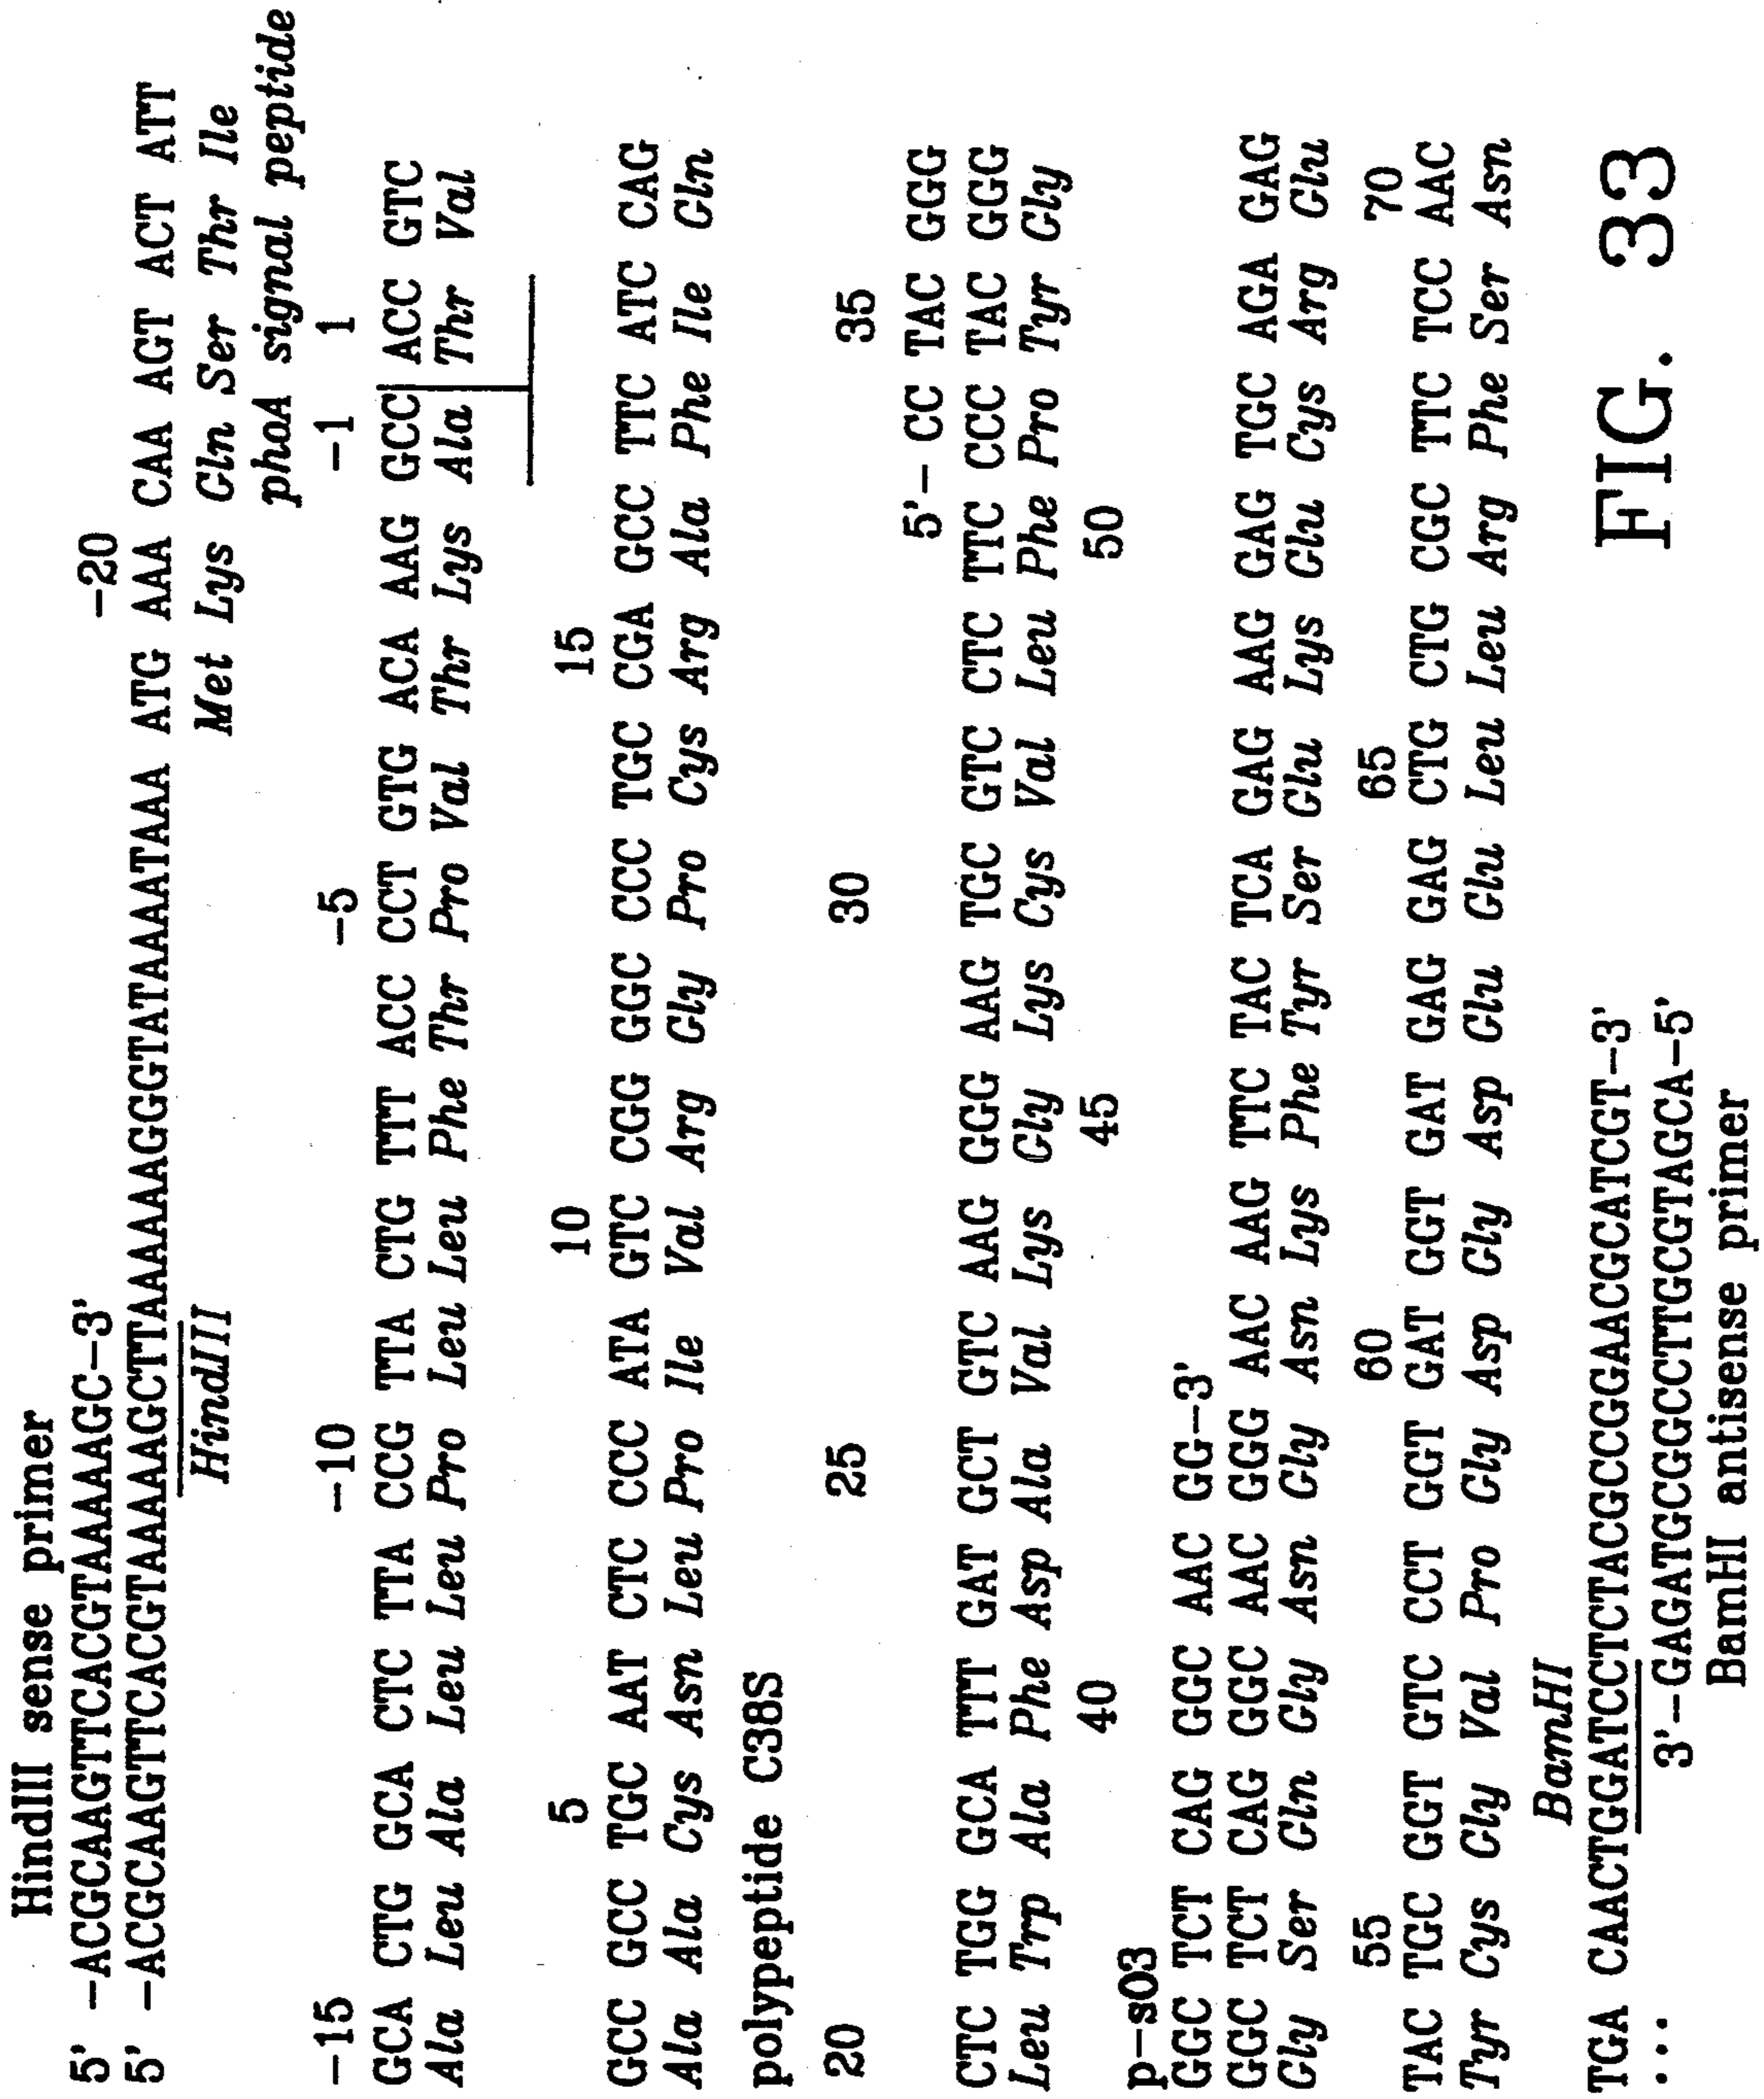 HindIII sense primer
5' -ACGCAAGTTCACGTAAAAAGC-3'
5' -ACGCAAGTTCACGTAAAAAGCTTAAAAAAGGGTATAAAATAAA ATG AAA CAA AGT ACT ATT
-20
HindIII
Met Lys Gln Ser Thr Ile
phoA signal peptide
-15 -10 -5 -1 1
GCA CTG GCA CTC TTA CCG TTA CTG TTT ACC CCT GTG ACA AAG GCC ACC GTC
Ala Leu Ala Leu Leu Pro Leu Leu Phe Thr Pro Val Thr Lys Ala Thr Val
5 10 15
GCC GCC TGC AAT CTC CCC ATA GTC CGG GGC CCC TGC CGA GCC TTC ATC CAG
Ala Ala Cys Asn Leu Pro Ile Val Arg Gly Pro Cys Arg Ala Phe Ile Gln
polypeptide C38S
20 25 30 35
5'- CC TAC GGG
CTC TGG GCA TTT GAT GCT GTC AAG GGG AAG TGC GTC CTC TTC CCC TAC GGG
Leu Trp Ala Phe Asp Ala Val Lys Gly Lys Cys Val Leu Phe Pro Tyr Gly
40 45 50
p-s03
GGC TCT CAG GGC AAC GG-3'
GGC TCT CAG GGC AAC GGG AAC AAG TTC TAC TCA GAG AAG GAG TGC AGA GAG
Gly Ser Gln Gly Asn Gly Asn Lys Phe Tyr Ser Glu Lys Glu Cys Arg Glu
55 60 65 70
TAC TGC GGT GTC CCT GGT GAT GGT GAT GAG GAG CTG CTG CGC TTC TCC AAC
Tyr Cys Gly Val Pro Gly Asp Gly Asp Glu Glu Leu Leu Arg Phe Ser Asn
BamHI
TGA CAACTGGATCCTCTACGCCGGAACGCATCGT-3'
... 3'-GAGATGCGGCCTTGCGTAGCA-5'
BamHI antisense primer
FIG. 33